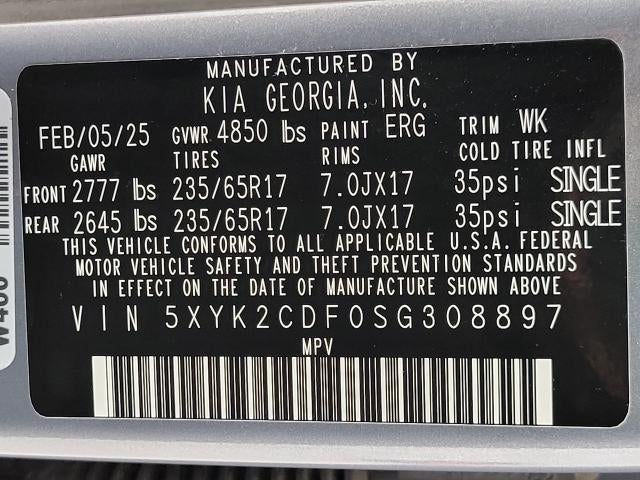 MANUFACTURED BY
KIA GEORGIA, INC.
FEB/05/25 GVWR 4850 lbs PAINT ERG TRIM WK
GAWR TIRES RIMS COLD TIRE INFL
FRONT 2777 lbs 235/65R17 7.0JX17 35psi SINGLE
REAR 2645 lbs 235/65R17 7.0JX17 35psi SINGLE
THIS VEHICLE CONFORMS TO ALL APPLICABLE U.S.A. FEDERAL
MOTOR VEHICLE SAFETY AND THEFT PREVENTION STANDARDS
IN EFFECT ON THE DATE OF MANUFACTURE SHOWN ABOVE
VIN 5XYK2CDF0SG308897
MPV